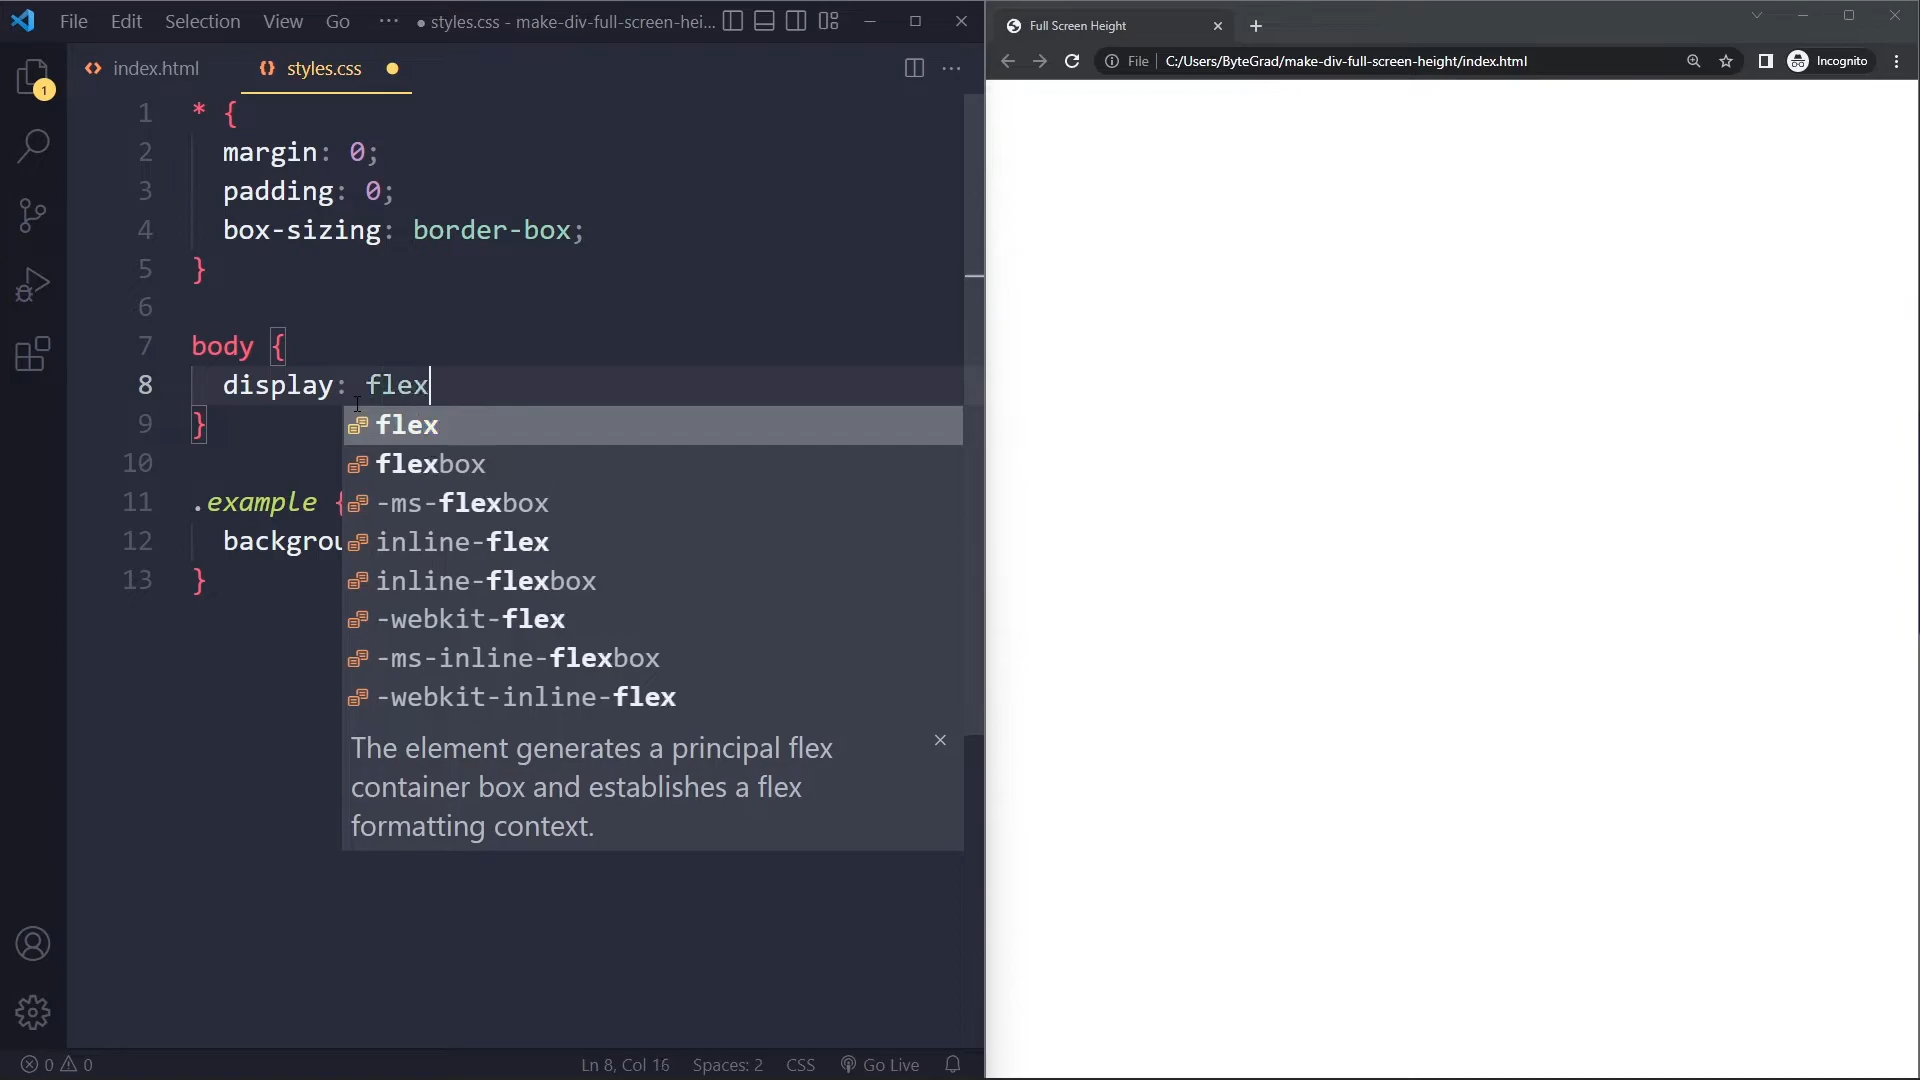 File Edit Selection View Go ··· ● styles.css - make-div-full-screen-hei...
index.html styles.css
1 * {
2 margin: 0;
3 padding: 0;
4 box-sizing: border-box;
5 }
6
7 body {
8 display: flex
9 }
10
11 .example {
12 backgrou
13 }
flex
flexbox
-ms-flexbox
inline-flex
inline-flexbox
-webkit-flex
-ms-inline-flexbox
-webkit-inline-flex
The element generates a principal flex
container box and establishes a flex
formatting context.
1
0 0 Ln 8, Col 16 Spaces: 2 CSS Go Live
Full Screen Height
File C:/Users/ByteGrad/make-div-full-screen-height/index.html Incognito